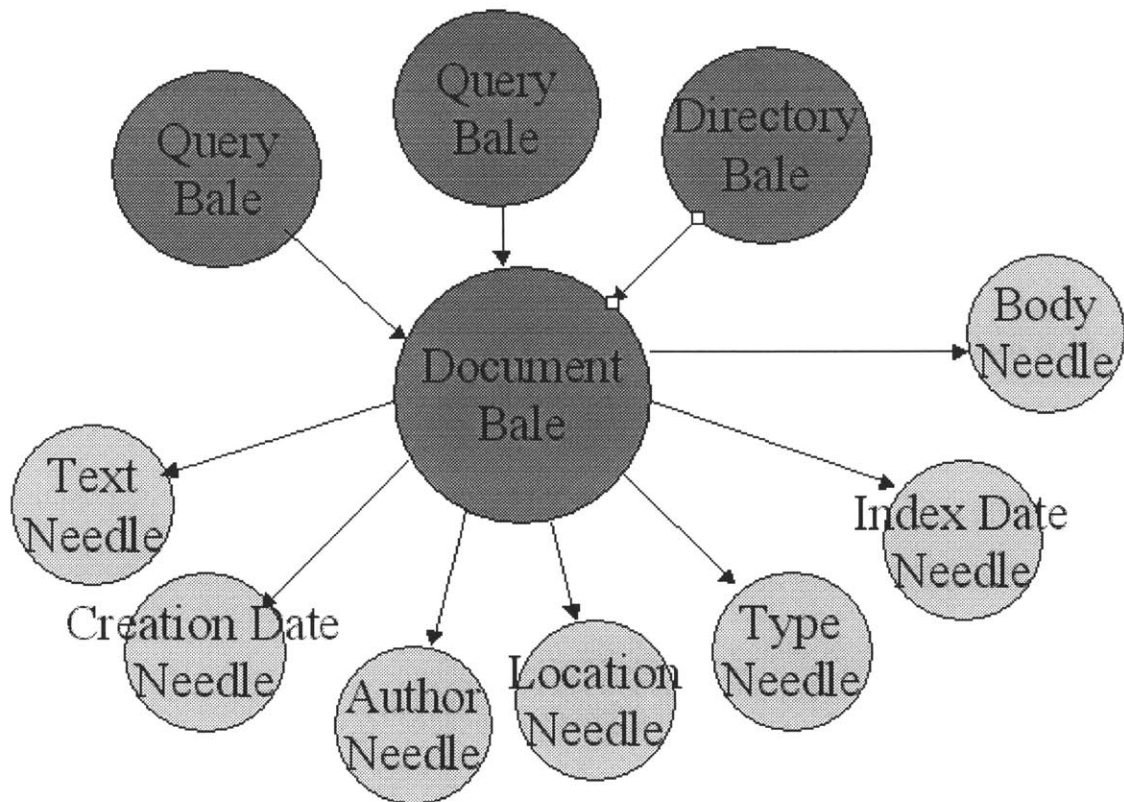 Query
Bale
Query
Bale
Directory
Bale
Document
Bale
Body
Needle
Text
Needle
Creation Date
Needle
Author
Needle
Location
Needle
Type
Needle
Index Date
Needle